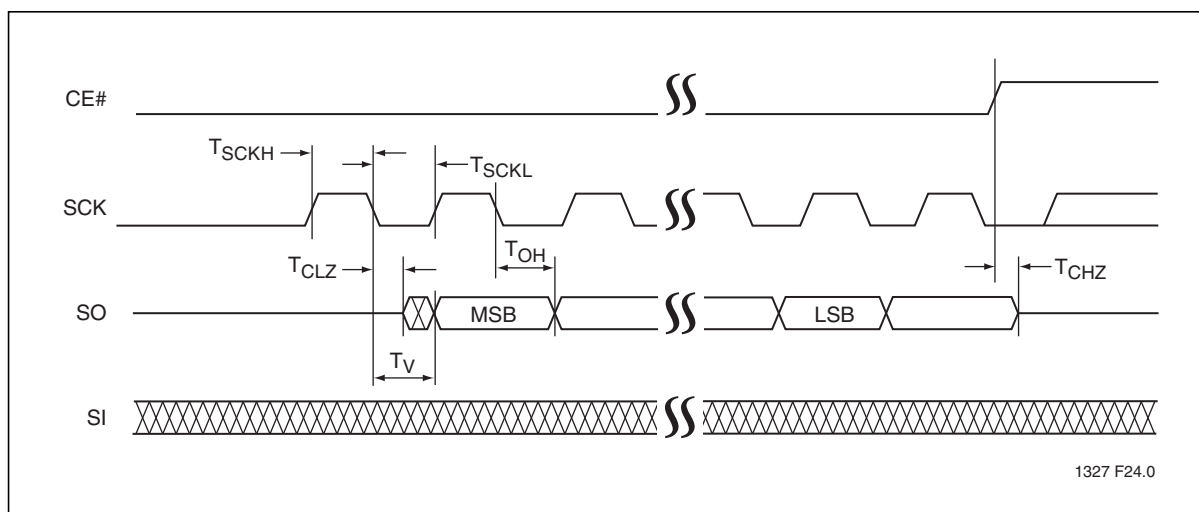 CE#
TSCKH
TSCKL
SCK
TOH
TCLZ
TCHZ
SO
MSB
LSB
TV
SI
1327 F24.0